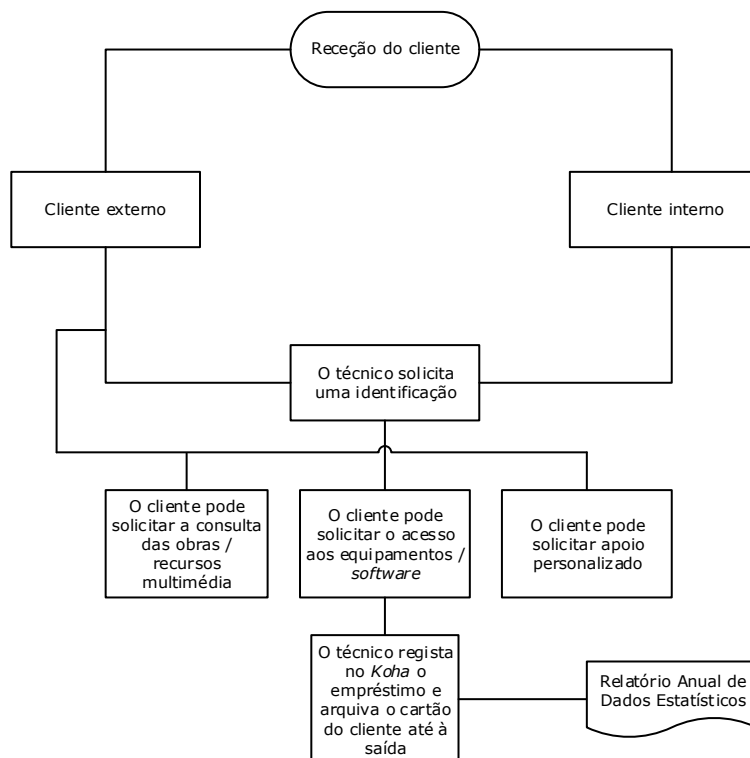 Receção do cliente
Cliente externo
Cliente interno
O técnico solicita
uma identificação
O cliente pode
solicitar a consulta
das obras /
recursos
multimédia
O cliente pode
solicitar o acesso
aos equipamentos /
software
O cliente pode
solicitar apoio
personalizado
O técnico regista
no Koha o
empréstimo e
arquiva o cartão
do cliente até à
saída
Relatório Anual de
Dados Estatísticos